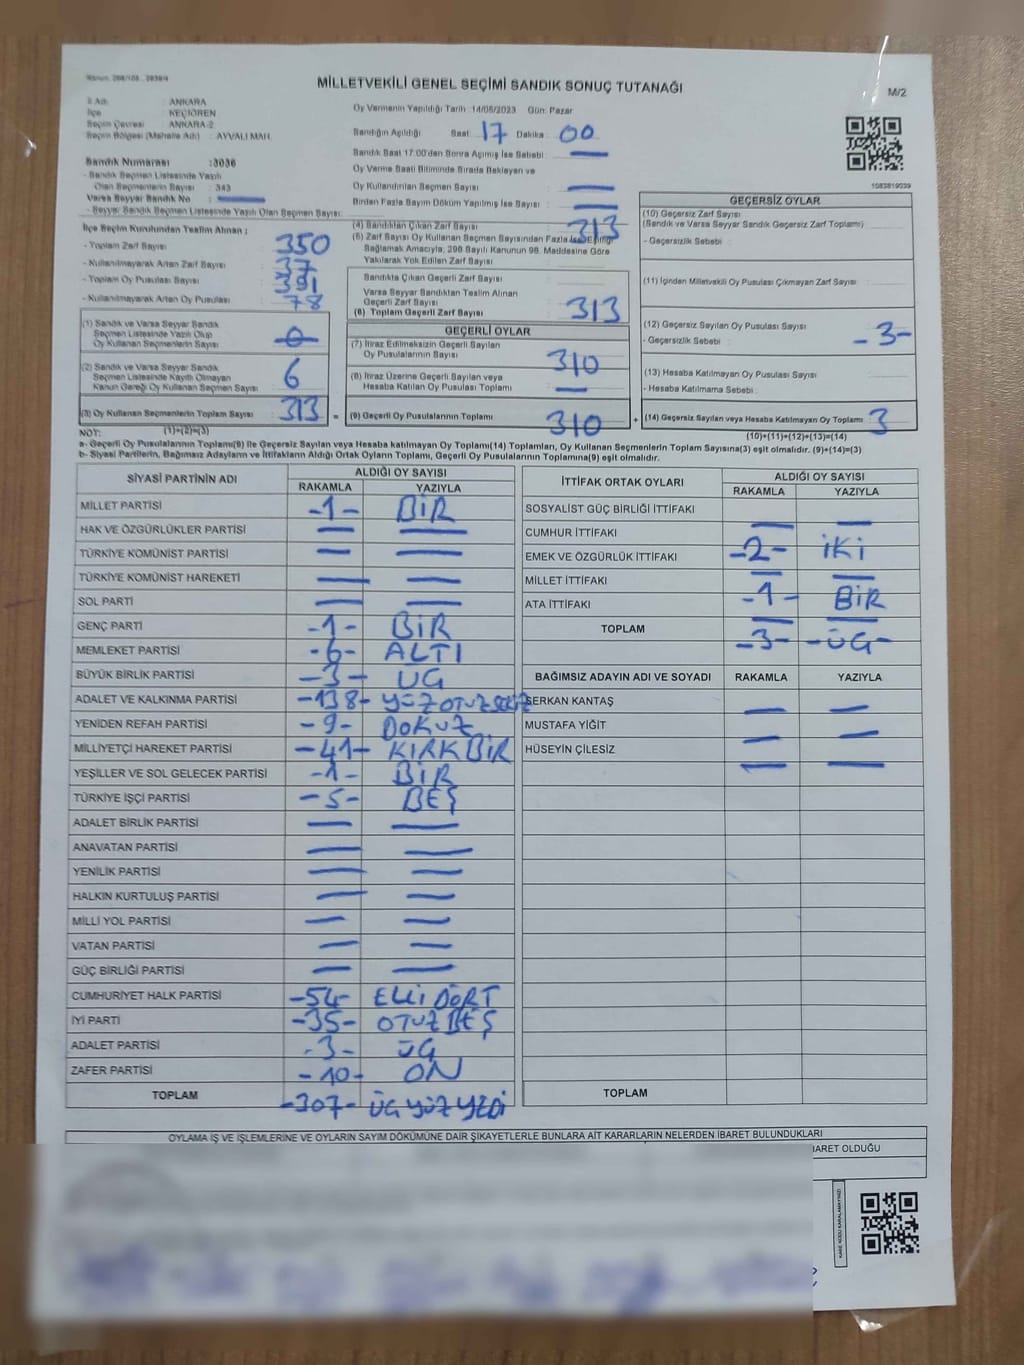 MİLLETVEKİLİ GENEL SEÇİMİ SANDIK SONUÇ TUTANAĞI
M/2
İl Adı : ANKARA
İlçe : KEÇİÖREN
Seçim Çevresi : ANKARA-2
Seçim Bölgesi (Mahalle Adı) : AYVALI MAH.
Sandık Numarası :3036
- Sandık Seçmen Listesinde Yazılı
Olan Seçmenlerin Sayısı : 343
Varsa Seyyar Sandık No
- Seyyar Sandık Seçmen Listesinde Yazılı Olan Seçmen Sayısı:
Oy Vermenin Yapıldığı Tarih :14/05/2023 Gün: Pazar
Sandığın Açıldığı Saat 17 Dakika : 00
Sandık Saat 17:00'den Sonra Açılmış İse Sebebi :
Oy Verme Saati Bitiminde Sırada Bekleyen ve
Oy Kullandırılan Seçmen Sayısı :
Birden Fazla Sayım Döküm Yapılmış İse Sayısı :
1083819039
İlçe Seçim Kurulundan Teslim Alınan ;
- Toplam Zarf Sayısı : 350
- Kullanılmayarak Artan Zarf Sayısı : 37
- Toplam Oy Pusulası Sayısı : 391
- Kullanılmayarak Artan Oy Pusulası : 78
(1) Sandık ve Varsa Seyyar Sandık
Seçmen Listesinde Yazılı Olup
Oy Kullanan Seçmenlerin Sayısı :
(2) Sandık ve Varsa Seyyar Sandık
Seçmen Listesinde Kayıtlı Olmayan
Kanun Gereği Oy Kullanan Seçmen Sayısı : 6
(3) Oy Kullanan Seçmenlerin Toplam Sayısı : 313 =
(1)+(2)=(3)
(4) Sandıktan Çıkan Zarf Sayısı : 313
(5) Zarf Sayısı Oy Kullanan Seçmen Sayısından Fazla İse Eşitliği
Sağlamak Amacıyla, 298 Sayılı Kanunun 98. Maddesine Göre
Yakılarak Yok Edilen Zarf Sayısı :
Sandıkta Çıkan Geçerli Zarf Sayısı :
Varsa Seyyar Sandıktan Teslim Alınan
Geçerli Zarf Sayısı :
(6) Toplam Geçerli Zarf Sayısı : 313
GEÇERLİ OYLAR
(7) İtiraz Edilmeksizin Geçerli Sayılan
Oy Pusulalarının Sayısı : 310
(8) İtiraz Üzerine Geçerli Sayılan veya
Hesaba Katılan Oy Pusulası Toplamı :
(9) Geçerli Oy Pusulalarının Toplamı : 310 +
GEÇERSİZ OYLAR
(10) Geçersiz Zarf Sayısı
(Sandık ve Varsa Seyyar Sandık Geçersiz Zarf Toplamı) :
- Geçersizlik Sebebi :
(11) İçinden Milletvekili Oy Pusulası Çıkmayan Zarf Sayısı :
(12) Geçersiz Sayılan Oy Pusulası Sayısı : -3-
- Geçersizlik Sebebi :
(13) Hesaba Katılmayan Oy Pusulası Sayısı :
- Hesaba Katılmama Sebebi :
(14) Geçersiz Sayılan veya Hesaba Katılmayan Oy Toplamı : 3
(10)+(11)+(12)+(13)=(14)
NOT:
a- Geçerli Oy Pusulalarının Toplamı(9) ile Geçersiz Sayılan veya Hesaba katılmayan Oy Toplamı(14) Toplamları, Oy Kullanan Seçmenlerin Toplam Sayısına(3) eşit olmalıdır. (9)+(14)=(3)
b- Siyasi Partilerin, Bağımsız Adayların ve İttifakların Aldığı Ortak Oyların Toplamı, Geçerli Oy Pusulalarının Toplamına(9) eşit olmalıdır.
SİYASİ PARTİNİN ADI ALDIĞI OY SAYISI
RAKAMLA YAZIYLA
MİLLET PARTİSİ -1- BİR
HAK VE ÖZGÜRLÜKLER PARTİSİ
TÜRKİYE KOMÜNİST PARTİSİ
TÜRKİYE KOMÜNİST HAREKETİ
SOL PARTİ
GENÇ PARTİ -1- BİR
MEMLEKET PARTİSİ -6- ALTI
BÜYÜK BİRLİK PARTİSİ -3- ÜÇ
ADALET VE KALKINMA PARTİSİ -138- YÜZ OTUZ SEKİZ
YENİDEN REFAH PARTİSİ -9- DOKUZ
MİLLİYETÇİ HAREKET PARTİSİ -41- KIRK BİR
YEŞİLLER VE SOL GELECEK PARTİSİ -1- BİR
TÜRKİYE İŞÇİ PARTİSİ -5- BEŞ
ADALET BİRLİK PARTİSİ
ANAVATAN PARTİSİ
YENİLİK PARTİSİ
HALKIN KURTULUŞ PARTİSİ
MİLLİ YOL PARTİSİ
VATAN PARTİSİ
GÜÇ BİRLİĞİ PARTİSİ
CUMHURİYET HALK PARTİSİ -54- ELLİ DÖRT
İYİ PARTİ -35- OTUZ BEŞ
ADALET PARTİSİ -3- ÜÇ
ZAFER PARTİSİ -10- ON
TOPLAM -307- ÜÇ YÜZ YEDİ
İTTİFAK ORTAK OYLARI ALDIĞI OY SAYISI
RAKAMLA YAZIYLA
SOSYALİST GÜÇ BİRLİĞİ İTTİFAKI
CUMHUR İTTİFAKI
EMEK VE ÖZGÜRLÜK İTTİFAKI -2- İKİ
MİLLET İTTİFAKI
ATA İTTİFAKI -1- BİR
TOPLAM -3- -ÜÇ-
BAĞIMSIZ ADAYIN ADI VE SOYADI RAKAMLA YAZIYLA
SERKAN KANTAŞ
MUSTAFA YİĞİT
HÜSEYİN ÇİLESİZ
TOPLAM
OYLAMA İŞ VE İŞLEMLERİNE VE OYLARIN SAYIM DÖKÜMÜNE DAİR ŞİKAYETLERLE BUNLARA AİT KARARLARIN NELERDEN İBARET BULUNDUKLARI
BARET OLDUĞU
KARE KODU KARALAMAYINIZ!